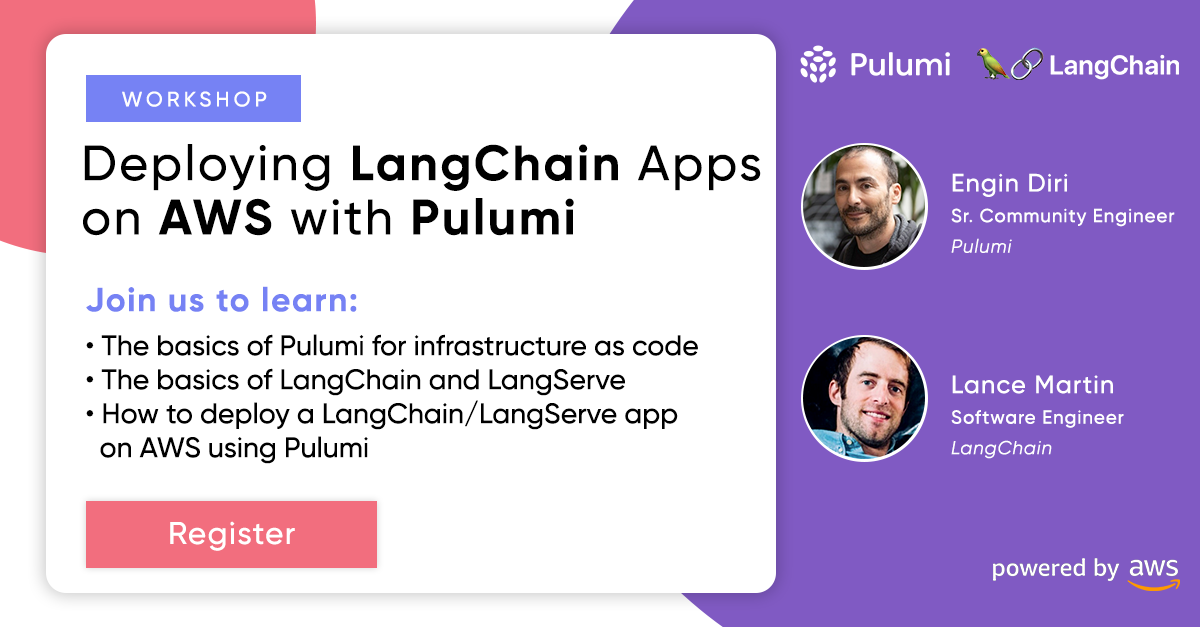 WORKSHOP
Deploying LangChain Apps
on AWS with Pulumi
Join us to learn:
• The basics of Pulumi for infrastructure as code
• The basics of LangChain and LangServe
• How to deploy a LangChain/LangServe app
on AWS using Pulumi
Register
Pulumi LangChain
Engin Diri
Sr. Community Engineer
Pulumi
Lance Martin
Software Engineer
LangChain
powered by aws